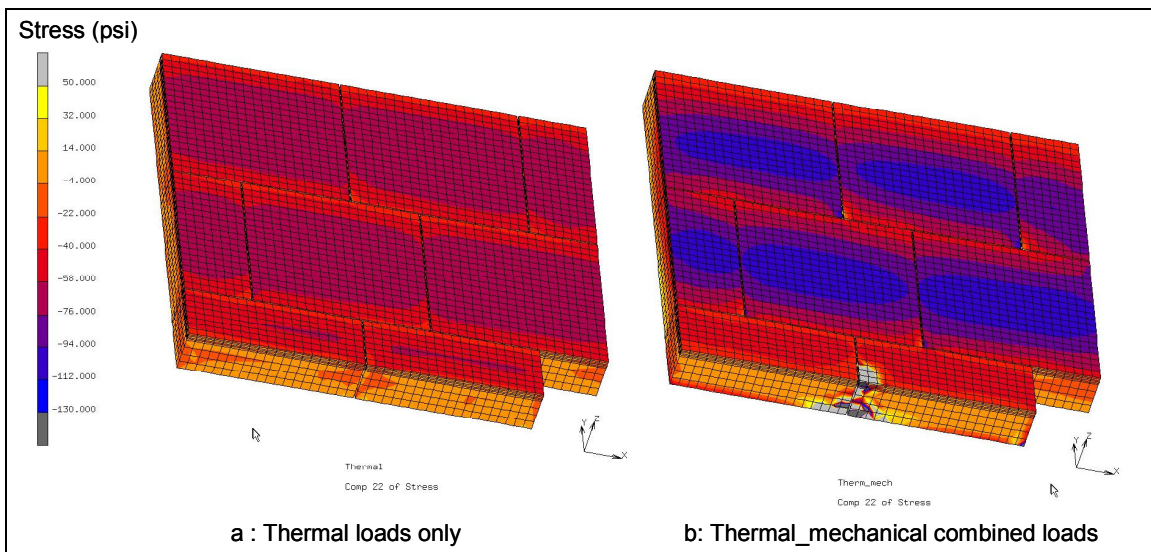 Stress (psi)
50.000
32.000
14.000
-4.000
-22.000
-40.000
-58.000
-76.000
-94.000
-112.000
-130.000
Y
Z
X
Thermal
Comp 22 of Stress
a : Thermal loads only
Y
Z
X
Therm_mech
Comp 22 of Stress
b: Thermal_mechanical combined loads